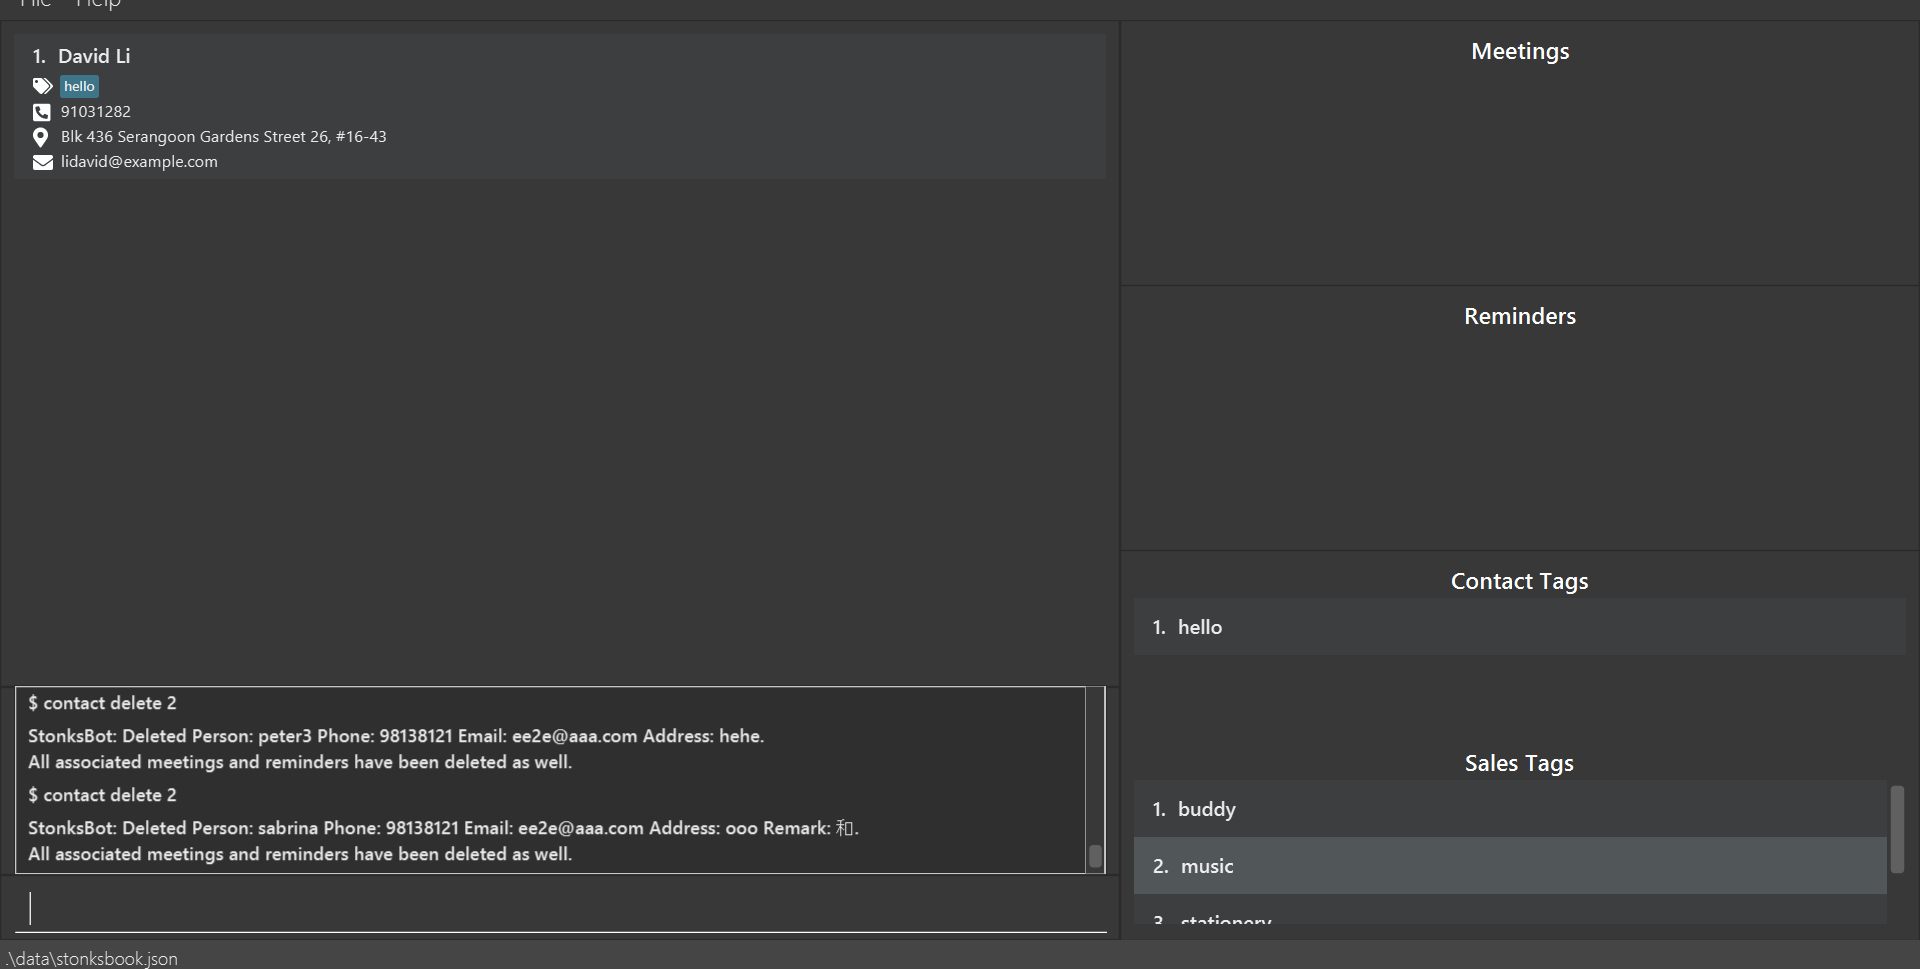 File Help
1. David Li
hello
91031282
Blk 436 Serangoon Gardens Street 26, #16-43
lidavid@example.com
$ contact delete 2
StonksBot: Deleted Person: peter3 Phone: 98138121 Email: ee2e@aaa.com Address: hehe.
All associated meetings and reminders have been deleted as well.
$ contact delete 2
StonksBot: Deleted Person: sabrina Phone: 98138121 Email: ee2e@aaa.com Address: ooo Remark: 和.
All associated meetings and reminders have been deleted as well.
Meetings
Reminders
Contact Tags
1. hello
Sales Tags
1. buddy
2. music
3. stationery
.\data\stonksbook.json